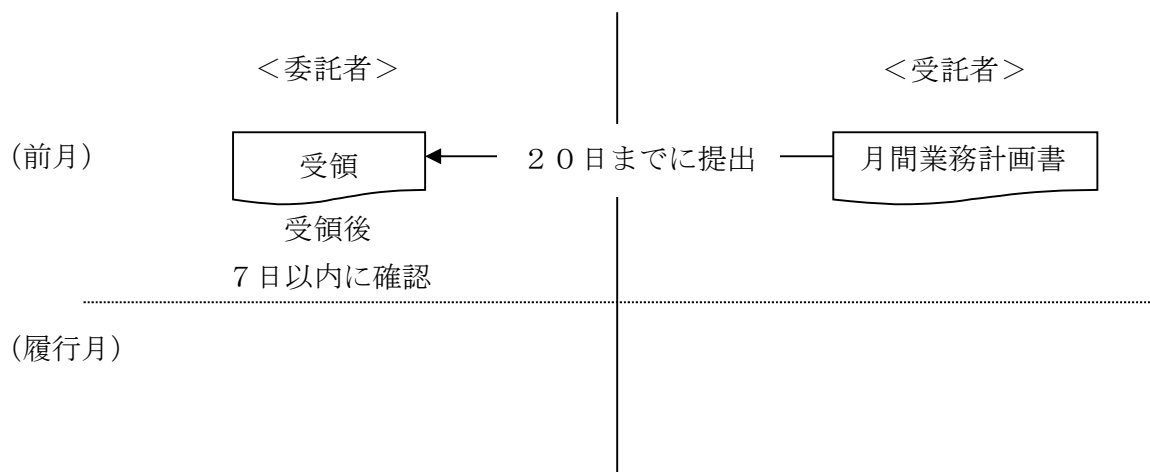 ＜委託者＞
＜受託者＞
(前月)
受領
２０日までに提出
月間業務計画書
受領後
７日以内に確認
(履行月)